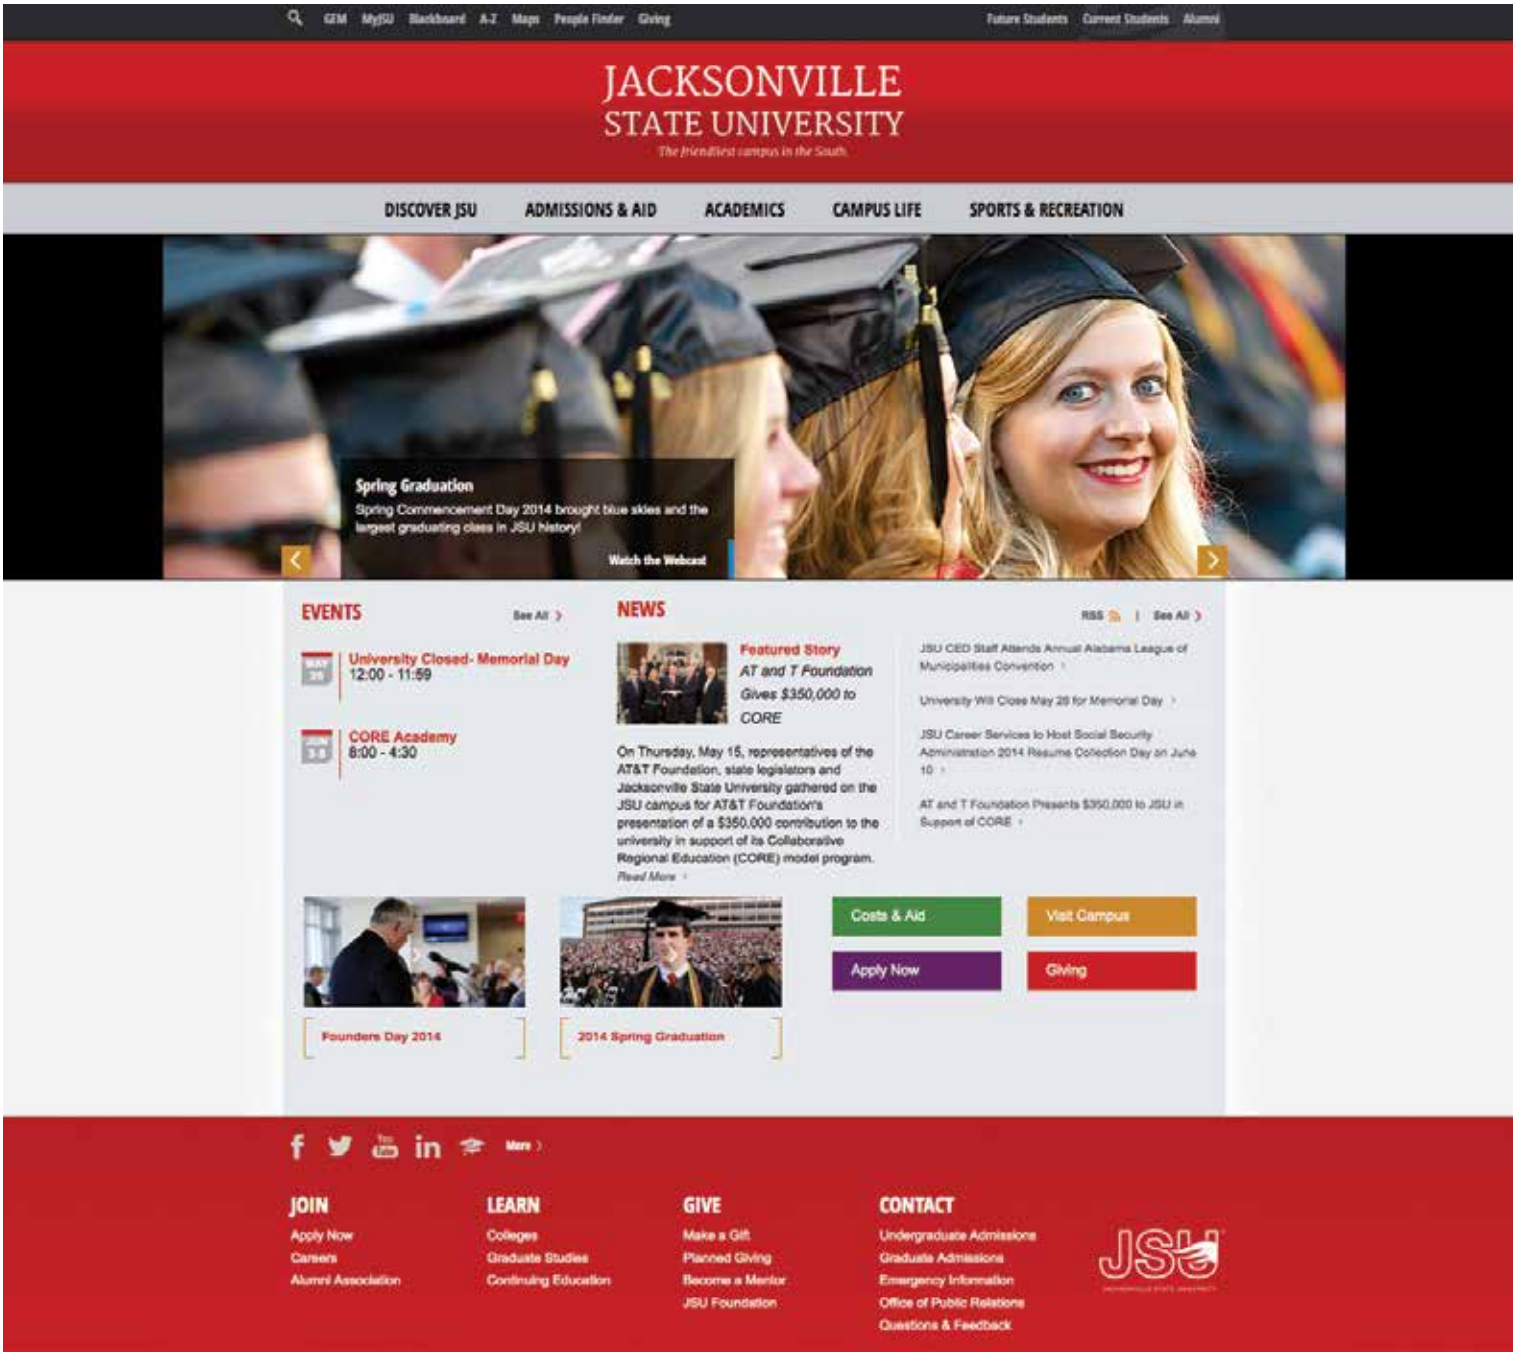 GEM MyJSU Blackboard A-Z Maps People Finder Giving
Future Students Current Students Alumni
JACKSONVILLE
STATE UNIVERSITY
The friendliest campus in the South.
DISCOVER JSU ADMISSIONS & AID ACADEMICS CAMPUS LIFE SPORTS & RECREATION
Spring Graduation
Spring Commencement Day 2014 brought blue skies and the
largest graduating class in JSU history!
Watch the Webcast
EVENTS
See All
MAY
University Closed- Memorial Day
12:00 - 11:59
JUN
CORE Academy
8:00 - 4:30
NEWS
RSS | See All
Featured Story
AT and T Foundation
Gives $350,000 to
CORE
On Thursday, May 15, representatives of the
AT&T Foundation, state legislators and
Jacksonville State University gathered on the
JSU campus for AT&T Foundation's
presentation of a $350,000 contribution to the
university in support of its Collaborative
Regional Education (CORE) model program.
Read More
JSU CED Staff Attends Annual Alabama League of
Municipalities Convention
University Will Close May 26 for Memorial Day
JSU Career Services to Host Social Security
Administration 2014 Resume Collection Day on June
10
AT and T Foundation Presents $350,000 to JSU in
Support of CORE
Founders Day 2014
2014 Spring Graduation
Costs & Aid
Visit Campus
Apply Now
Giving
f You Tube in More
JOIN
Apply Now
Careers
Alumni Association
LEARN
Colleges
Graduate Studies
Continuing Education
GIVE
Make a Gift
Planned Giving
Become a Mentor
JSU Foundation
CONTACT
Undergraduate Admissions
Graduate Admissions
Emergency Information
Office of Public Relations
Questions & Feedback
JSU
JACKSONVILLE STATE UNIVERSITY